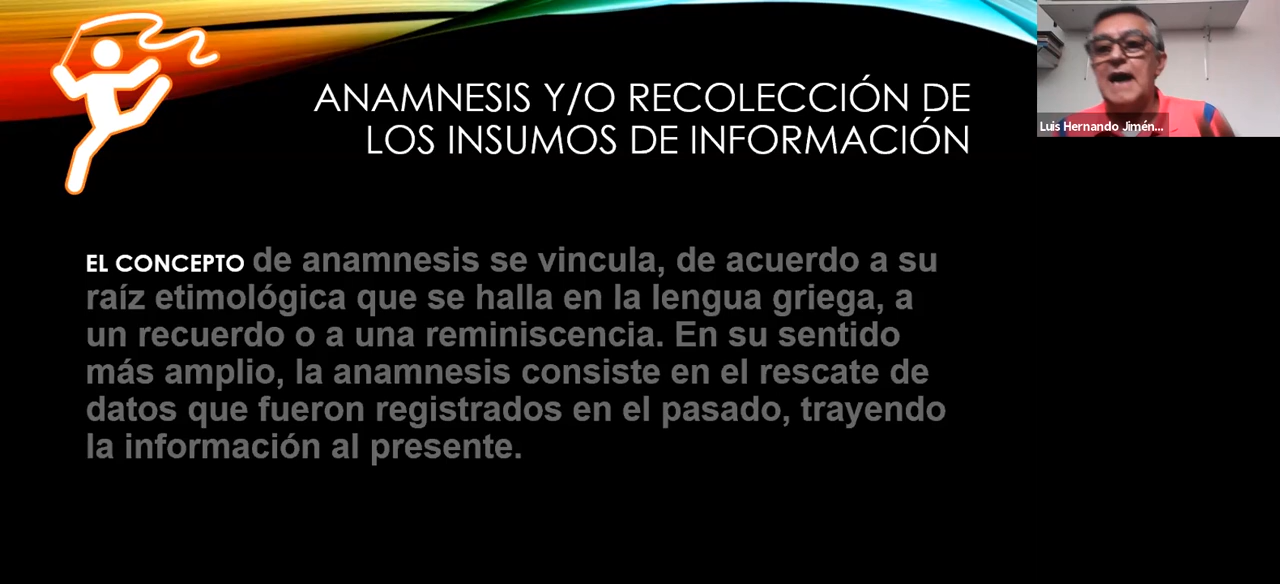 ANAMNESIS Y/O RECOLECCIÓN DE
LOS INSUMOS DE INFORMACIÓN
Luis Hernando Jimén...
EL CONCEPTO de anamnesis se vincula, de acuerdo a su
raíz etimológica que se halla en la lengua griega, a
un recuerdo o a una reminiscencia. En su sentido
más amplio, la anamnesis consiste en el rescate de
datos que fueron registrados en el pasado, trayendo
la información al presente.